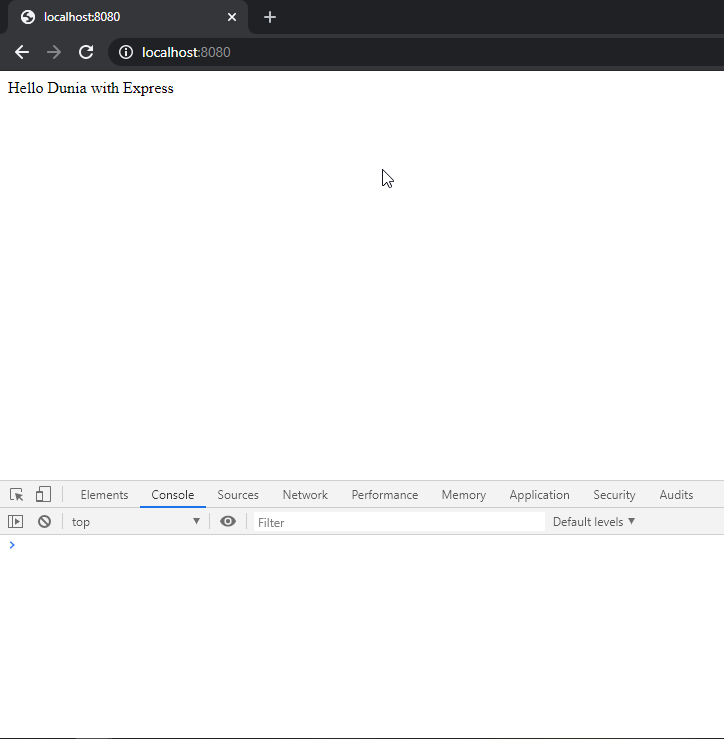 localhost:8080
localhost:8080
Hello Dunia with Express
Elements Console Sources Network Performance Memory Application Security Audits
top Filter Default levels